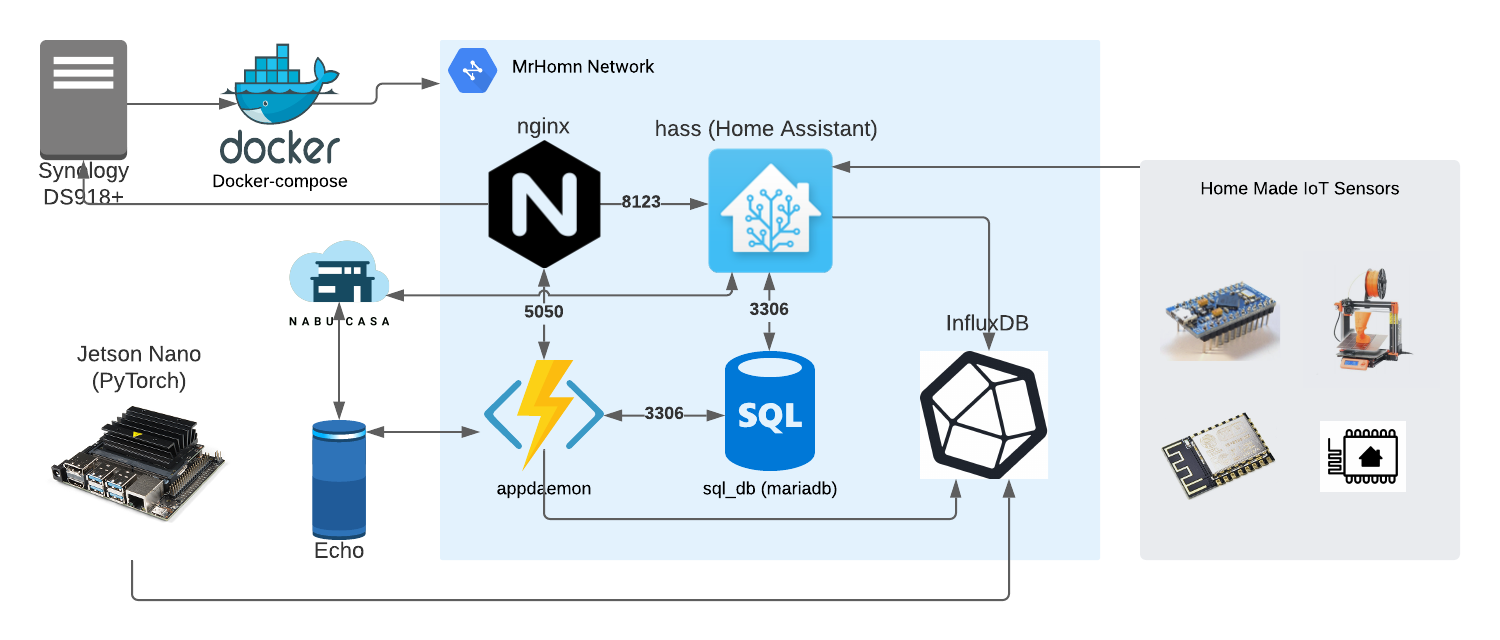 MrHomn Network
nginx
hass (Home Assistant)
docker
Docker-compose
Synology
DS918+
8123
Home Made IoT Sensors
NABU CASA
5050
3306
InfluxDB
Jetson Nano
(PyTorch)
3306
SQL
appdaemon
sql_db (mariadb)
Echo